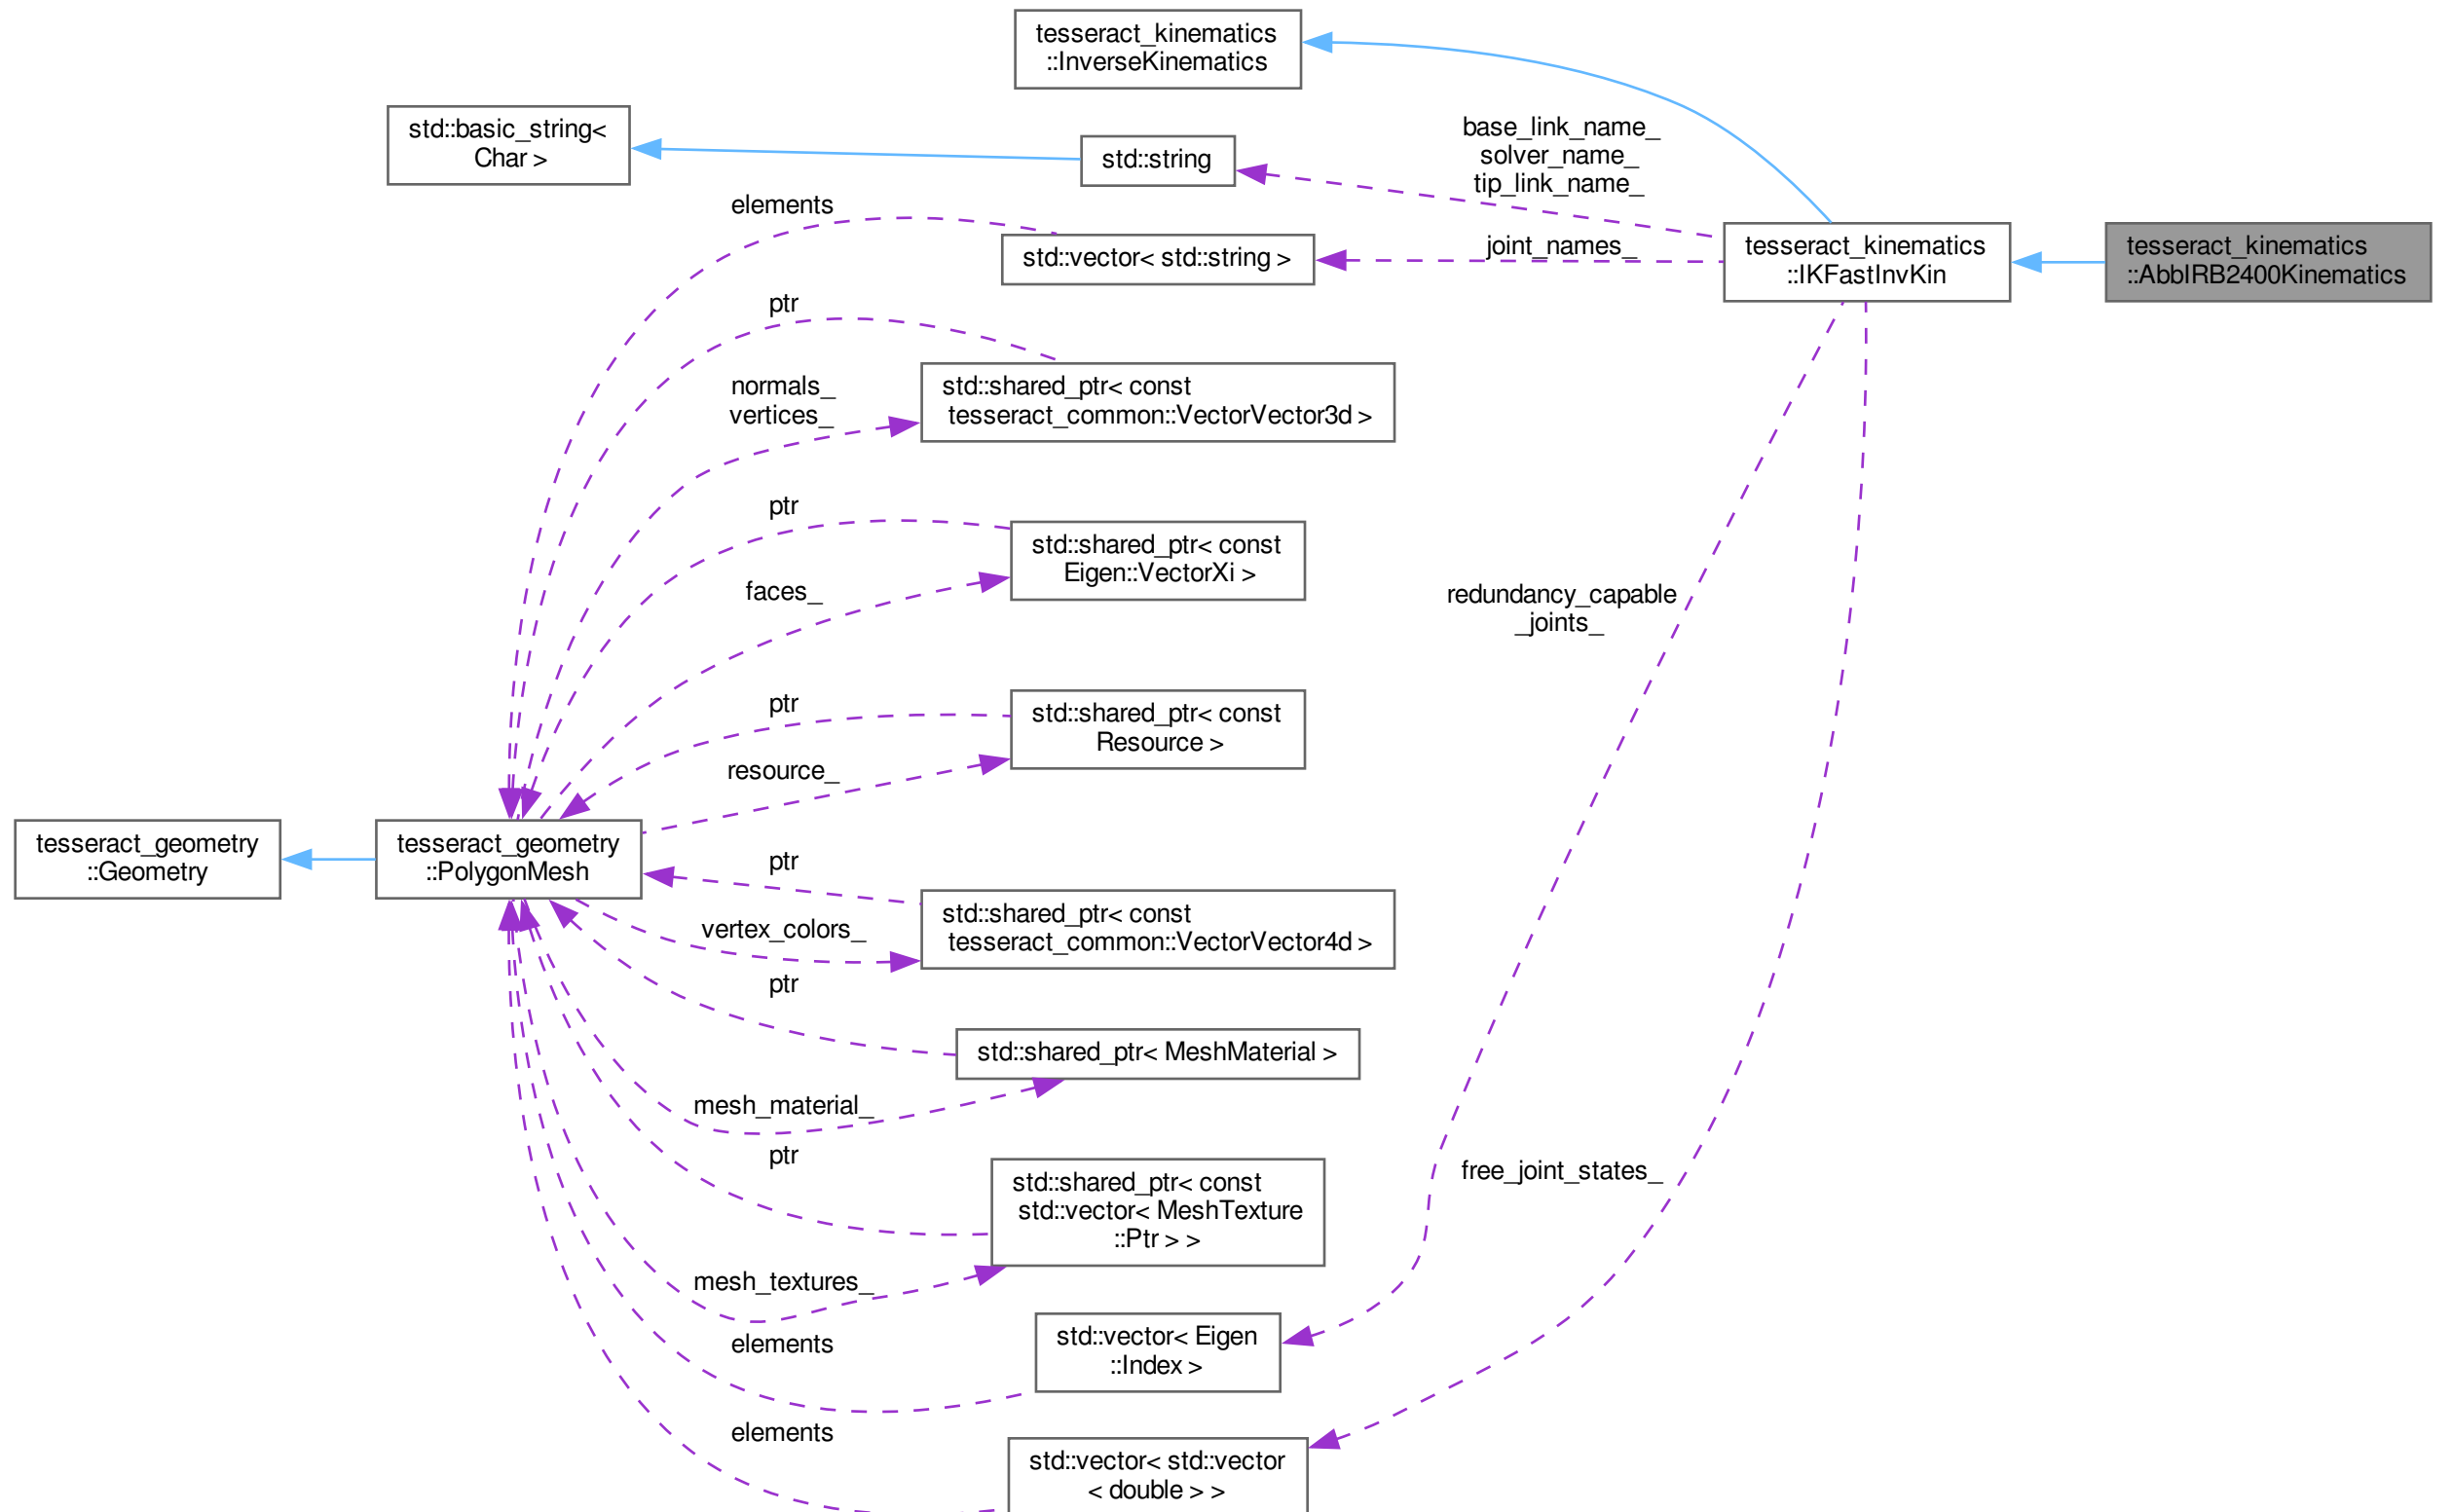 tesseract_kinematics
::InverseKinematics
std::basic_string<
Char >
std::string
base_link_name_
solver_name_
tip_link_name_
elements
std::vector< std::string >
joint_names_
tesseract_kinematics
::IKFastInvKin
tesseract_kinematics
::AbbIRB2400Kinematics
ptr
normals_
vertices_
std::shared_ptr< const
tesseract_common::VectorVector3d >
ptr
std::shared_ptr< const
Eigen::VectorXi >
faces_
redundancy_capable
_joints_
ptr
std::shared_ptr< const
Resource >
resource_
tesseract_geometry
::Geometry
tesseract_geometry
::PolygonMesh
ptr
std::shared_ptr< const
tesseract_common::VectorVector4d >
vertex_colors_
ptr
std::shared_ptr< MeshMaterial >
mesh_material_
ptr
std::shared_ptr< const
std::vector< MeshTexture
::Ptr > >
free_joint_states_
mesh_textures_
elements
std::vector< Eigen
::Index >
elements
std::vector< std::vector
< double > >